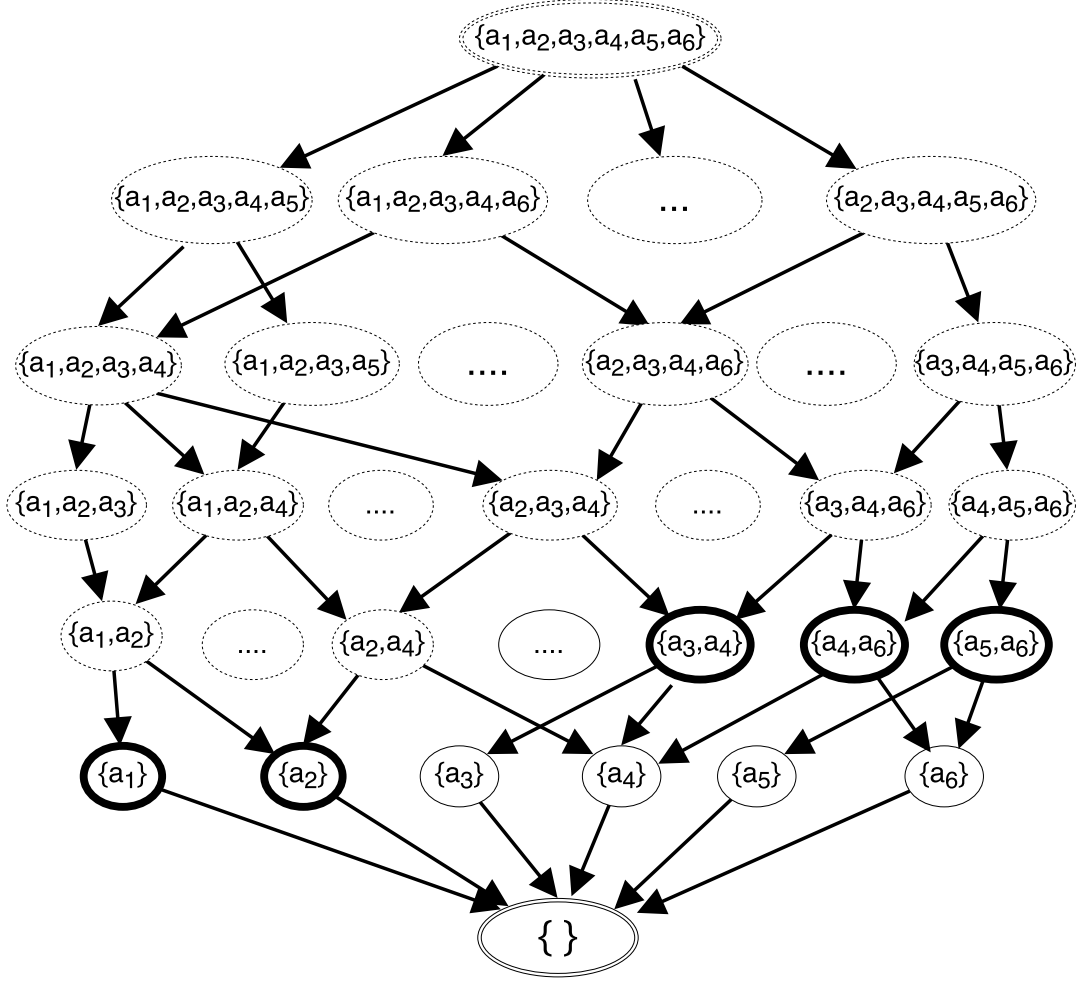 {a₁,a₂,a₃,a₄,a₅,a₆}
{a₁,a₂,a₃,a₄,a₅} {a₁,a₂,a₃,a₄,a₆} ... {a₂,a₃,a₄,a₅,a₆}
{a₁,a₂,a₃,a₄} {a₁,a₂,a₃,a₅} .... {a₂,a₃,a₄,a₆} .... {a₃,a₄,a₅,a₆}
{a₁,a₂,a₃} {a₁,a₂,a₄} .... {a₂,a₃,a₄} .... {a₃,a₄,a₆} {a₄,a₅,a₆}
{a₁,a₂} .... {a₂,a₄} .... {a₃,a₄} {a₄,a₆} {a₅,a₆}
{a₁} {a₂} {a₃} {a₄} {a₅} {a₆}
{ }